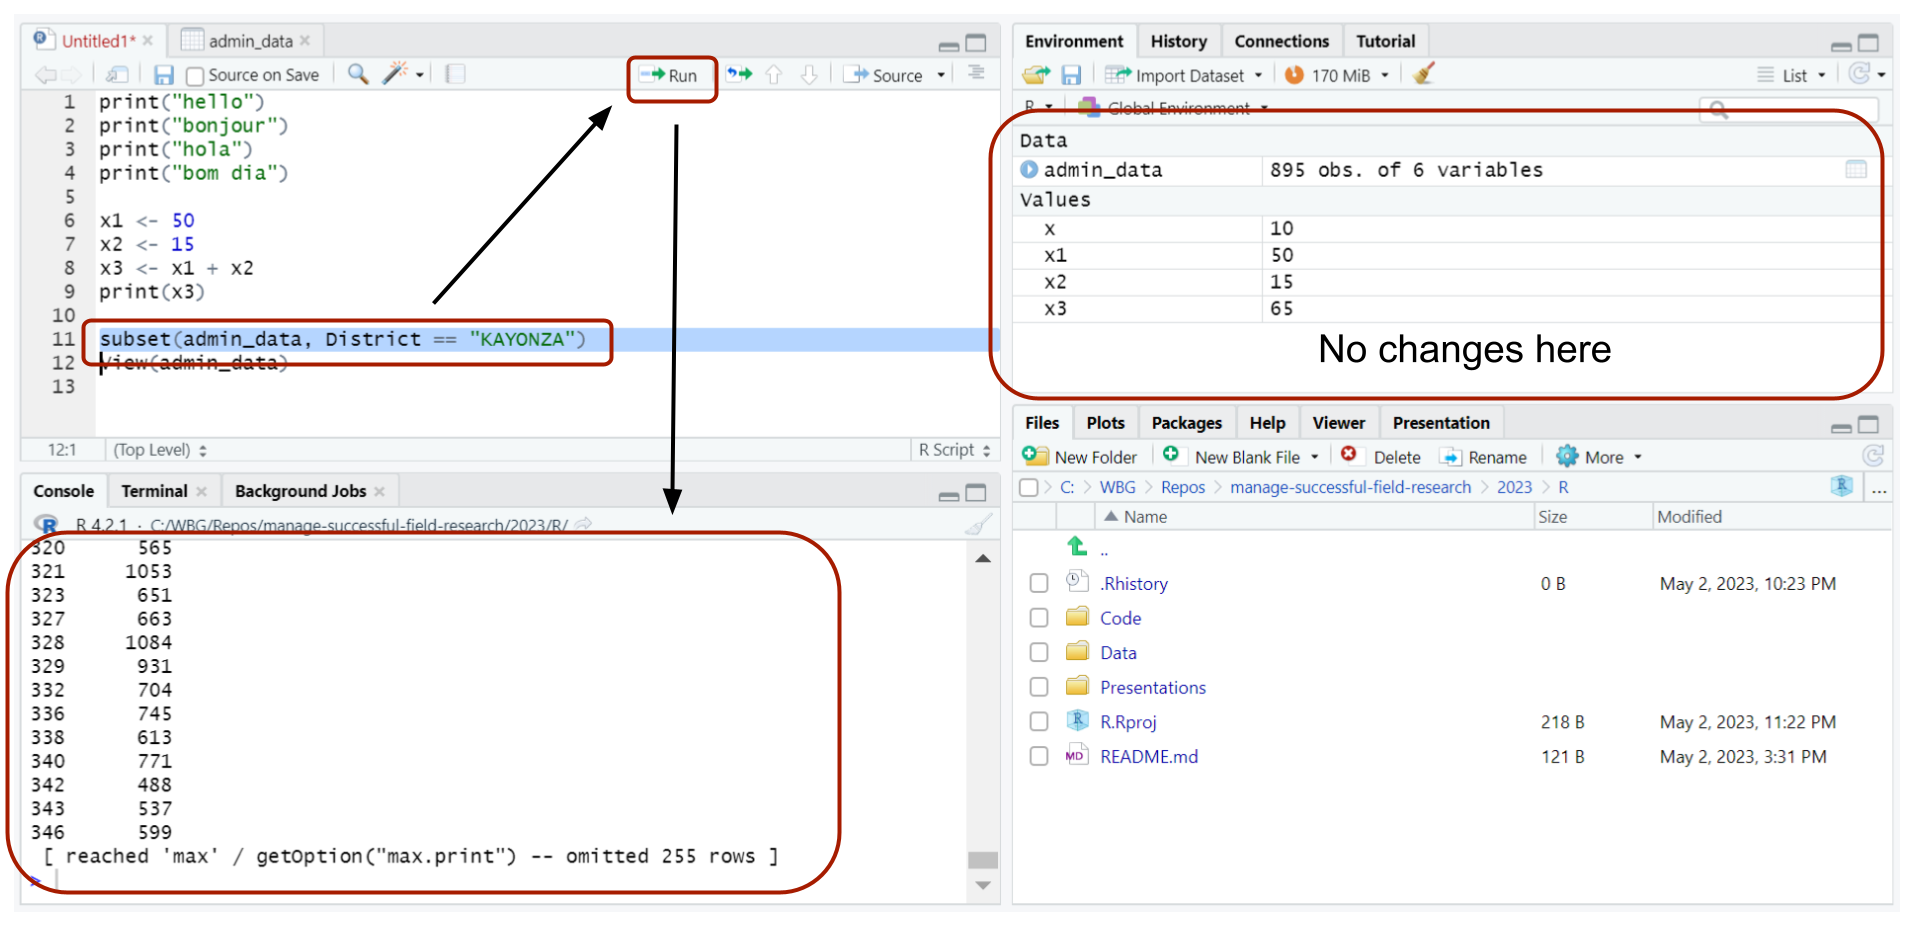 Untitled1*
admin_data
Source on Save
Run
Source
1 print("hello")
2 print("bonjour")
3 print("hola")
4 print("bom dia")
5
6 x1 <- 50
7 x2 <- 15
8 x3 <- x1 + x2
9 print(x3)
10
11 subset(admin_data, District == "KAYONZA")
12 View(admin_data)
13
12:1 (Top Level) R Script
Console Terminal Background Jobs
R 4.2.1 · C:/WBG/Repos/manage-successful-field-research/2023/R/
320 565
321 1053
323 651
327 663
328 1084
329 931
332 704
336 745
338 613
340 771
342 488
343 537
346 599
[ reached 'max' / getOption("max.print") -- omitted 255 rows ]
>
Environment History Connections Tutorial
Import Dataset 170 MiB List
R Global Environment
Data
admin_data 895 obs. of 6 variables
Values
x 10
x1 50
x2 15
x3 65
No changes here
Files Plots Packages Help Viewer Presentation
New Folder New Blank File Delete Rename More
C: > WBG > Repos > manage-successful-field-research > 2023 > R ...
Name Size Modified
..
.Rhistory 0 B May 2, 2023, 10:23 PM
Code
Data
Presentations
R.Rproj 218 B May 2, 2023, 11:22 PM
README.md 121 B May 2, 2023, 3:31 PM